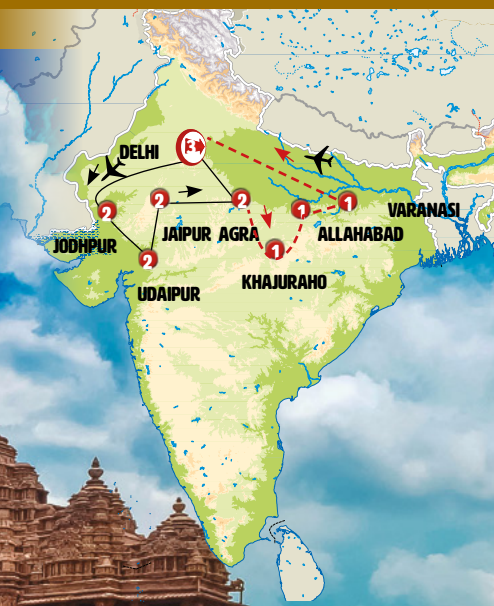 3
DELHI
2
2
2
1
1
VARANASI
JODHPUR
JAIPUR
AGRA
ALLAHABAD
2
1
UDAIPUR
KHAJURAHO